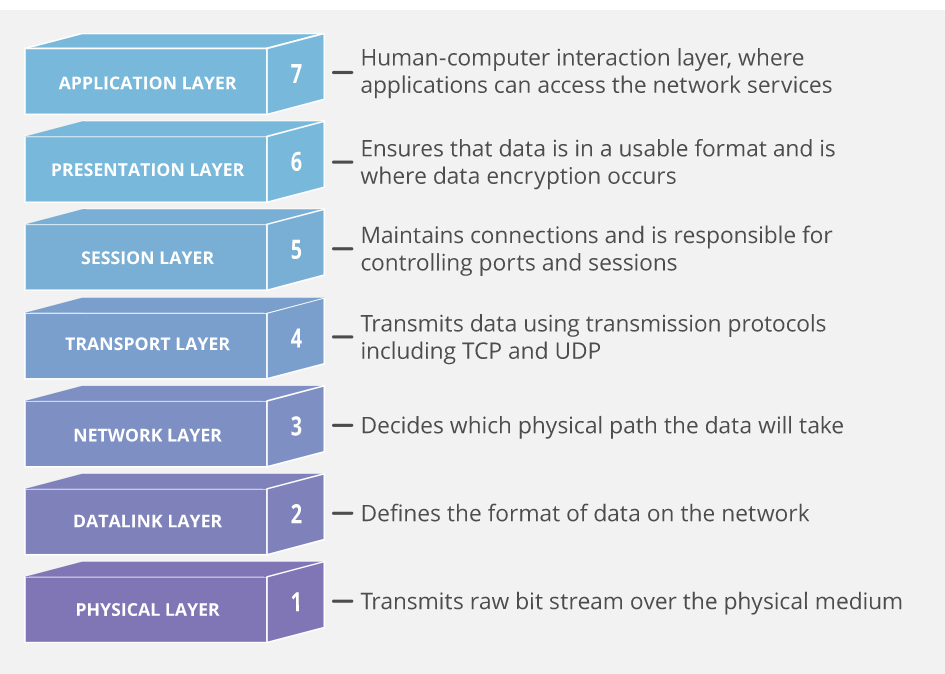 APPLICATION LAYER
7
Human-computer interaction layer, where
applications can access the network services
PRESENTATION LAYER
6
Ensures that data is in a usable format and is
where data encryption occurs
SESSION LAYER
5
Maintains connections and is responsible for
controlling ports and sessions
TRANSPORT LAYER
4
Transmits data using transmission protocols
including TCP and UDP
NETWORK LAYER
3
Decides which physical path the data will take
DATALINK LAYER
2
Defines the format of data on the network
PHYSICAL LAYER
1
Transmits raw bit stream over the physical medium